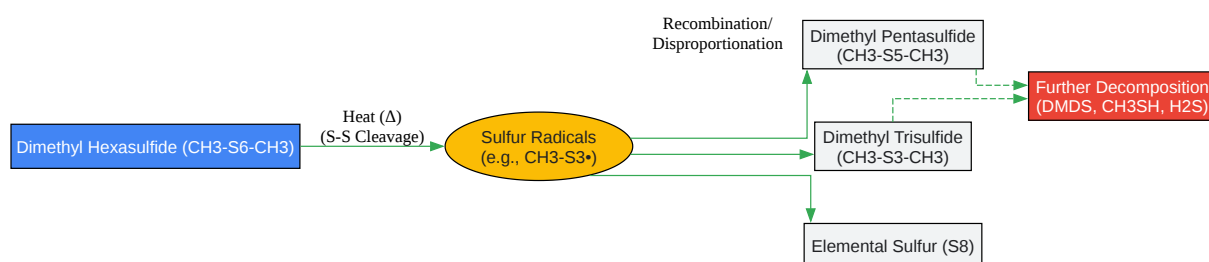 Dimethyl Hexasulfide (CH3-S6-CH3)
Heat (Δ)
(S-S Cleavage)
Sulfur Radicals
(e.g., CH3-S3•)
Recombination/
Disproportionation
Dimethyl Pentasulfide
(CH3-S5-CH3)
Dimethyl Trisulfide
(CH3-S3-CH3)
Elemental Sulfur (S8)
Further Decomposition
(DMDS, CH3SH, H2S)